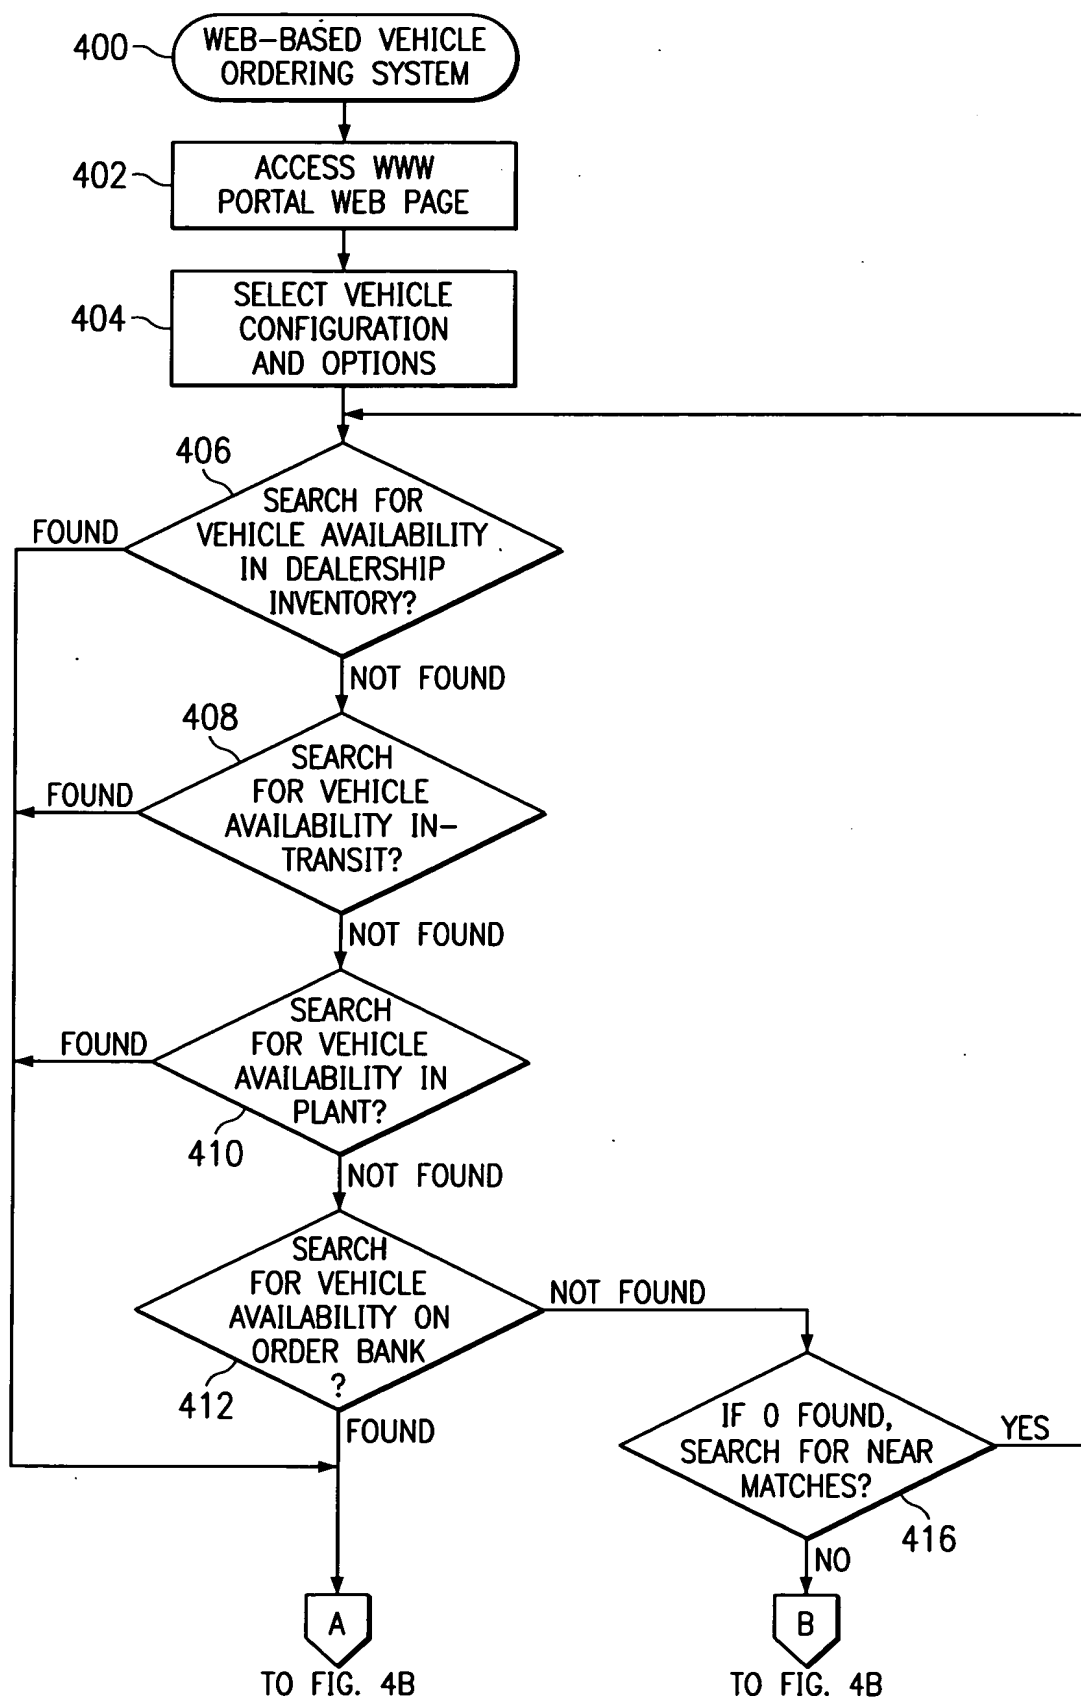 400
WEB-BASED VEHICLE
ORDERING SYSTEM
402
ACCESS WWW
PORTAL WEB PAGE
404
SELECT VEHICLE
CONFIGURATION
AND OPTIONS
406
SEARCH FOR
VEHICLE AVAILABILITY
IN DEALERSHIP
INVENTORY?
FOUND
NOT FOUND
408
SEARCH
FOR VEHICLE
AVAILABILITY IN-
TRANSIT?
FOUND
NOT FOUND
410
SEARCH
FOR VEHICLE
AVAILABILITY IN
PLANT?
FOUND
NOT FOUND
412
SEARCH
FOR VEHICLE
AVAILABILITY ON
ORDER BANK
?
NOT FOUND
FOUND
IF 0 FOUND,
SEARCH FOR NEAR
MATCHES?
YES
416
NO
A
TO FIG. 4B
B
TO FIG. 4B